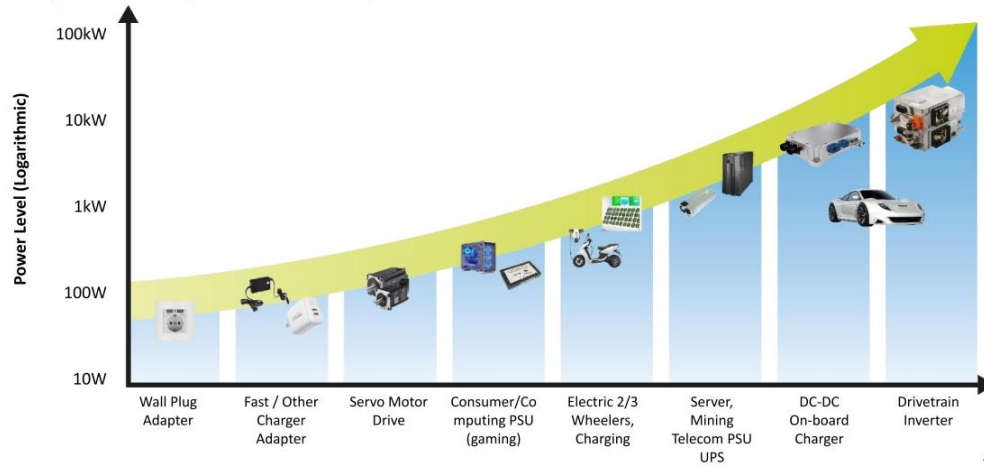 100kW
10kW
1kW
100W
10W
Power Level (Logarithmic)
Wall Plug
Adapter
Fast / Other
Charger
Adapter
Servo Motor
Drive
Consumer/Co
mputing PSU
(gaming)
Electric 2/3
Wheelers,
Charging
Server,
Mining
Telecom PSU
UPS
DC-DC
On-board
Charger
Drivetrain
Inverter